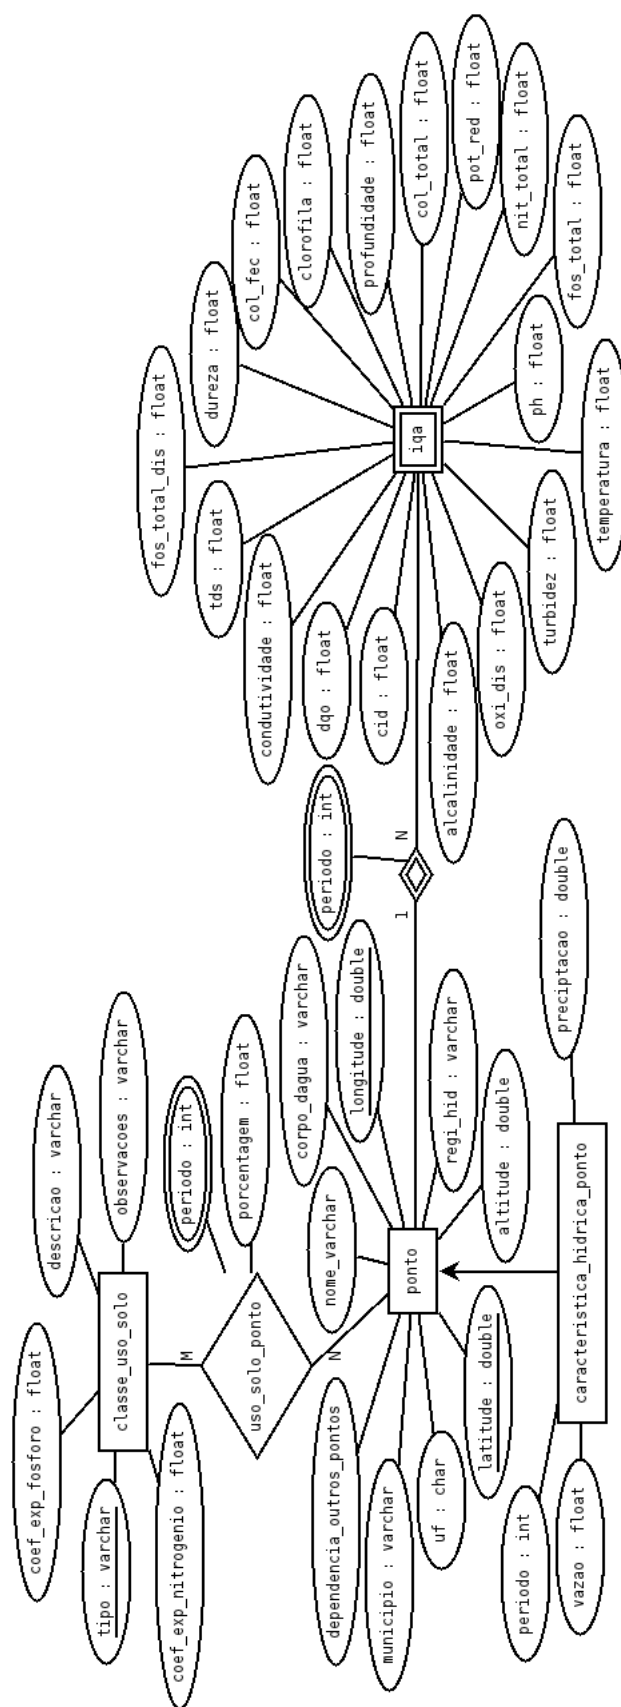 coef_exp_fosforo : float
descricao : varchar
tipo : varchar
classe_uso_solo
observacoes : varchar
coef_exp_nitrogenio : float
M
periodo : int
uso_solo_ponto
porcentagem : float
N
dependencia_outros_pontos
nome_varchar
corpo_dagua : varchar
municipio : varchar
longitude : double
uf : char
ponto
regi_hid : varchar
latitude : double
altitude : double
periodo : int
vazao : float
caracteristica_hidrica_ponto
preciptacao : double
periodo : int
1
N
fos_total_dis : float
dureza : float
tds : float
col_fec : float
condutividade : float
clorofila : float
dqo : float
profundidade : float
cid : float
iqa
col_total : float
alcalinidade : float
pot_red : float
oxi_dis : float
nit_total : float
turbidez : float
ph : float
fos_total : float
temperatura : float